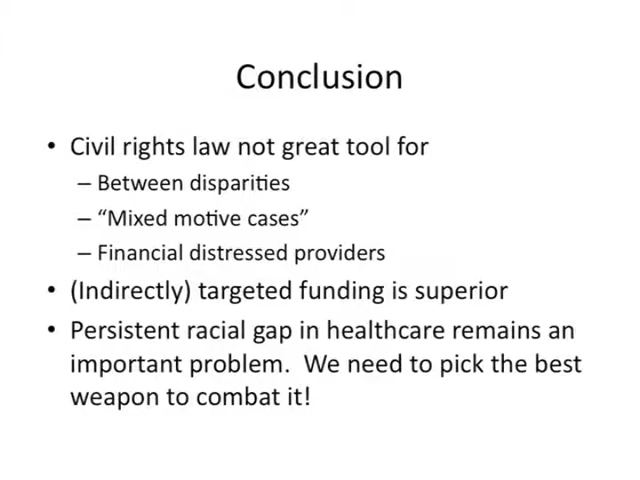 Conclusion
• Civil rights law not great tool for
– Between disparities
– “Mixed motive cases”
– Financial distressed providers
• (Indirectly) targeted funding is superior
• Persistent racial gap in healthcare remains an
important problem.  We need to pick the best
weapon to combat it!